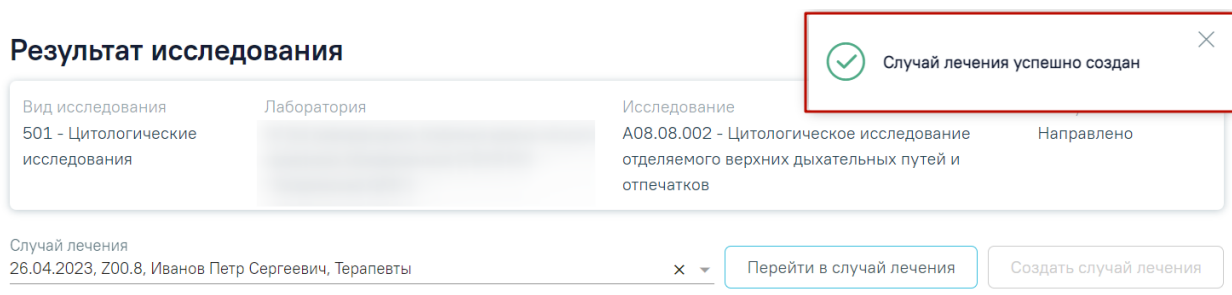 Результат исследования
Случай лечения успешно создан
Вид исследования
501 - Цитологические
исследования
Лаборатория
Исследование
A08.08.002 - Цитологическое исследование
отделяемого верхних дыхательных путей и
отпечатков
Направлено
Случай лечения
26.04.2023, Z00.8, Иванов Петр Сергеевич, Терапевты
Перейти в случай лечения
Создать случай лечения